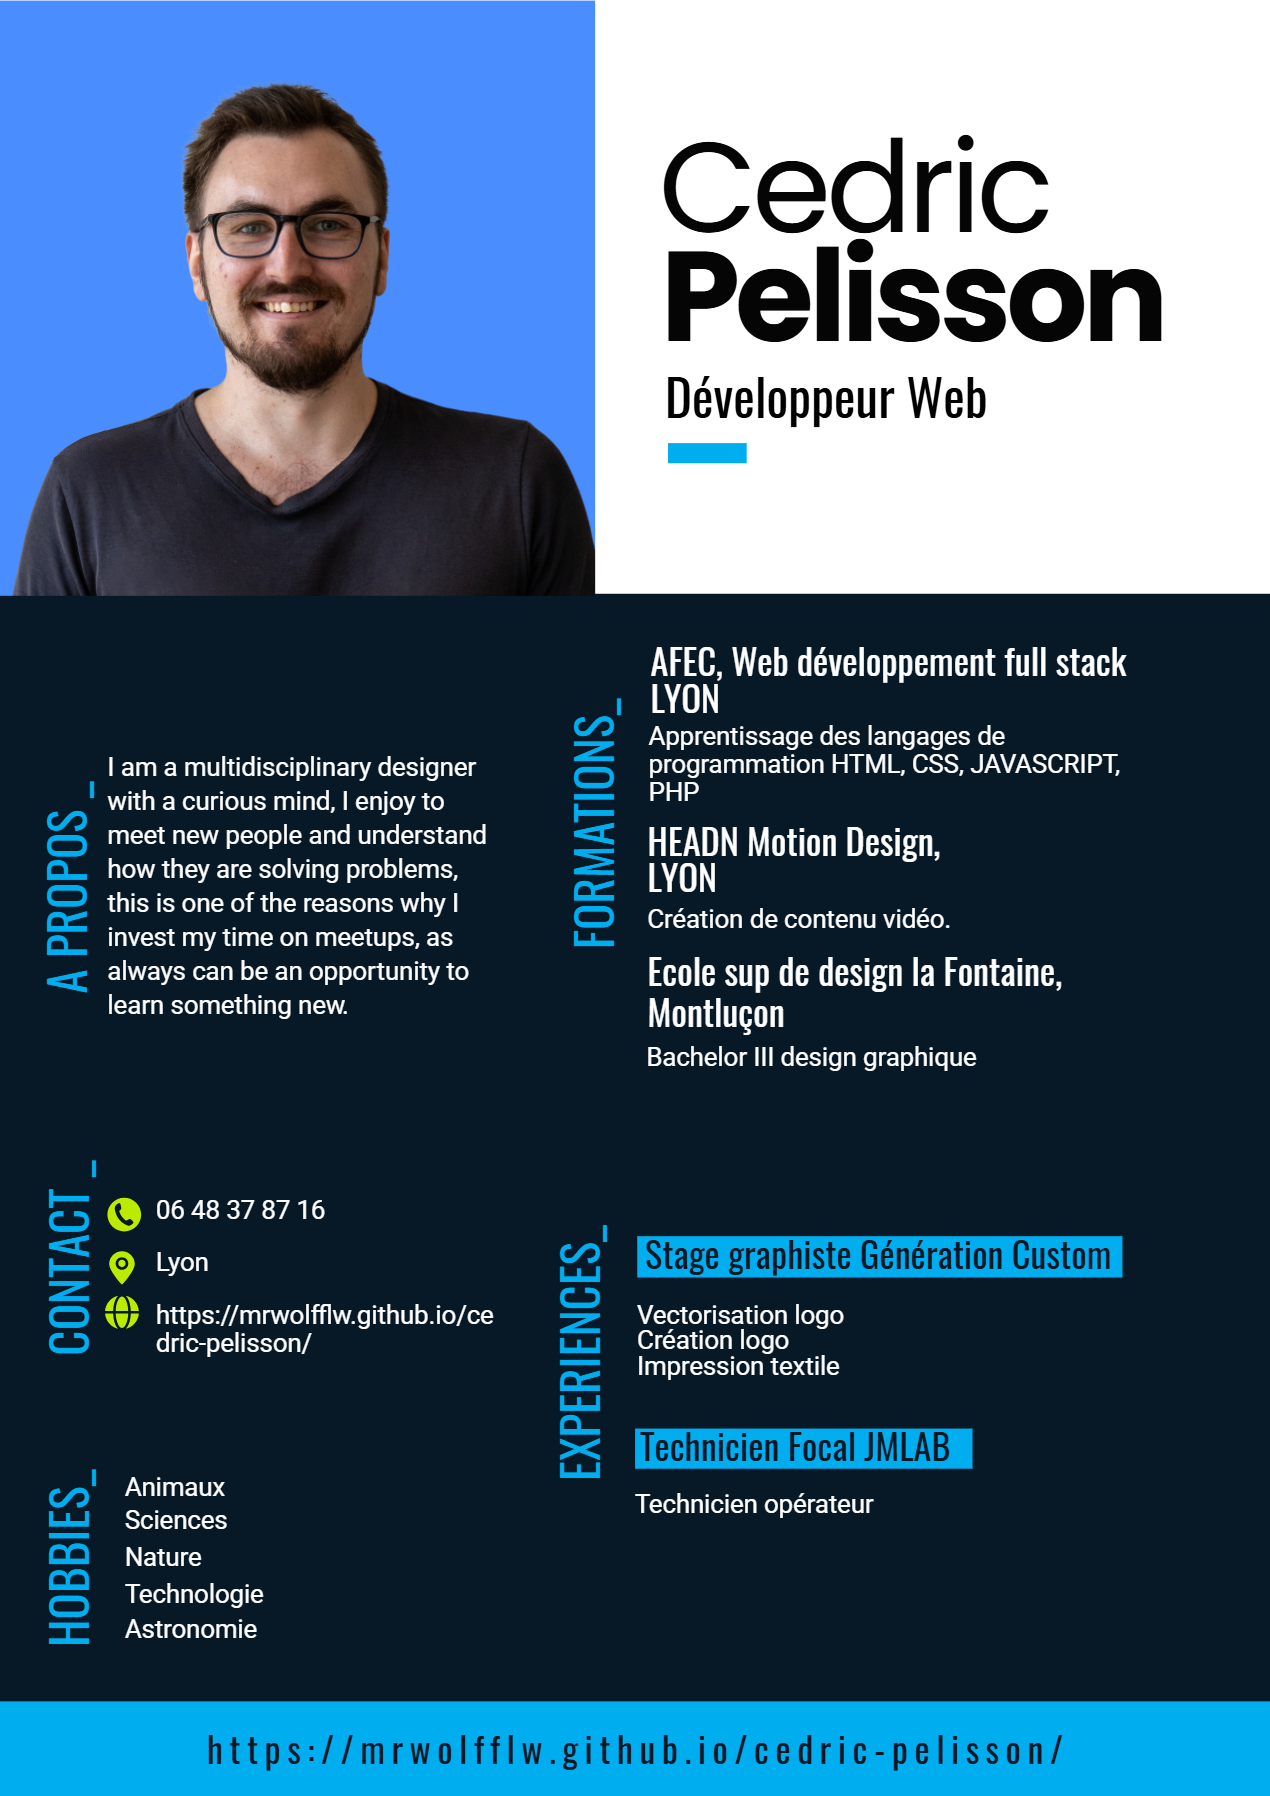 Cedric
Pelisson
Développeur Web
A PROPOS_
I am a multidisciplinary designer
with a curious mind, I enjoy to
meet new people and understand
how they are solving problems,
this is one of the reasons why I
invest my time on meetups, as
always can be an opportunity to
learn something new.
CONTACT_
06 48 37 87 16
Lyon
https://mrwolfflw.github.io/ce
dric-pelisson/
HOBBIES_
Animaux
Sciences
Nature
Technologie
Astronomie
FORMATIONS_
AFEC, Web développement full stack
LYON
Apprentissage des langages de
programmation HTML, CSS, JAVASCRIPT,
PHP
HEADN Motion Design,
LYON
Création de contenu vidéo.
Ecole sup de design la Fontaine,
Montluçon
Bachelor III design graphique
EXPERIENCES_
Stage graphiste Génération Custom
Vectorisation logo
Création logo
Impression textile
Technicien Focal JMLAB
Technicien opérateur
https://mrwolfflw.github.io/cedric-pelisson/